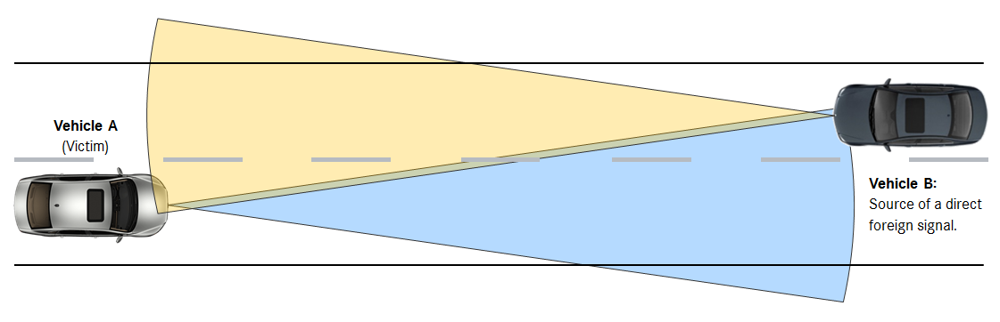 Vehicle A
(Victim)
Vehicle B:
Source of a direct
foreign signal.